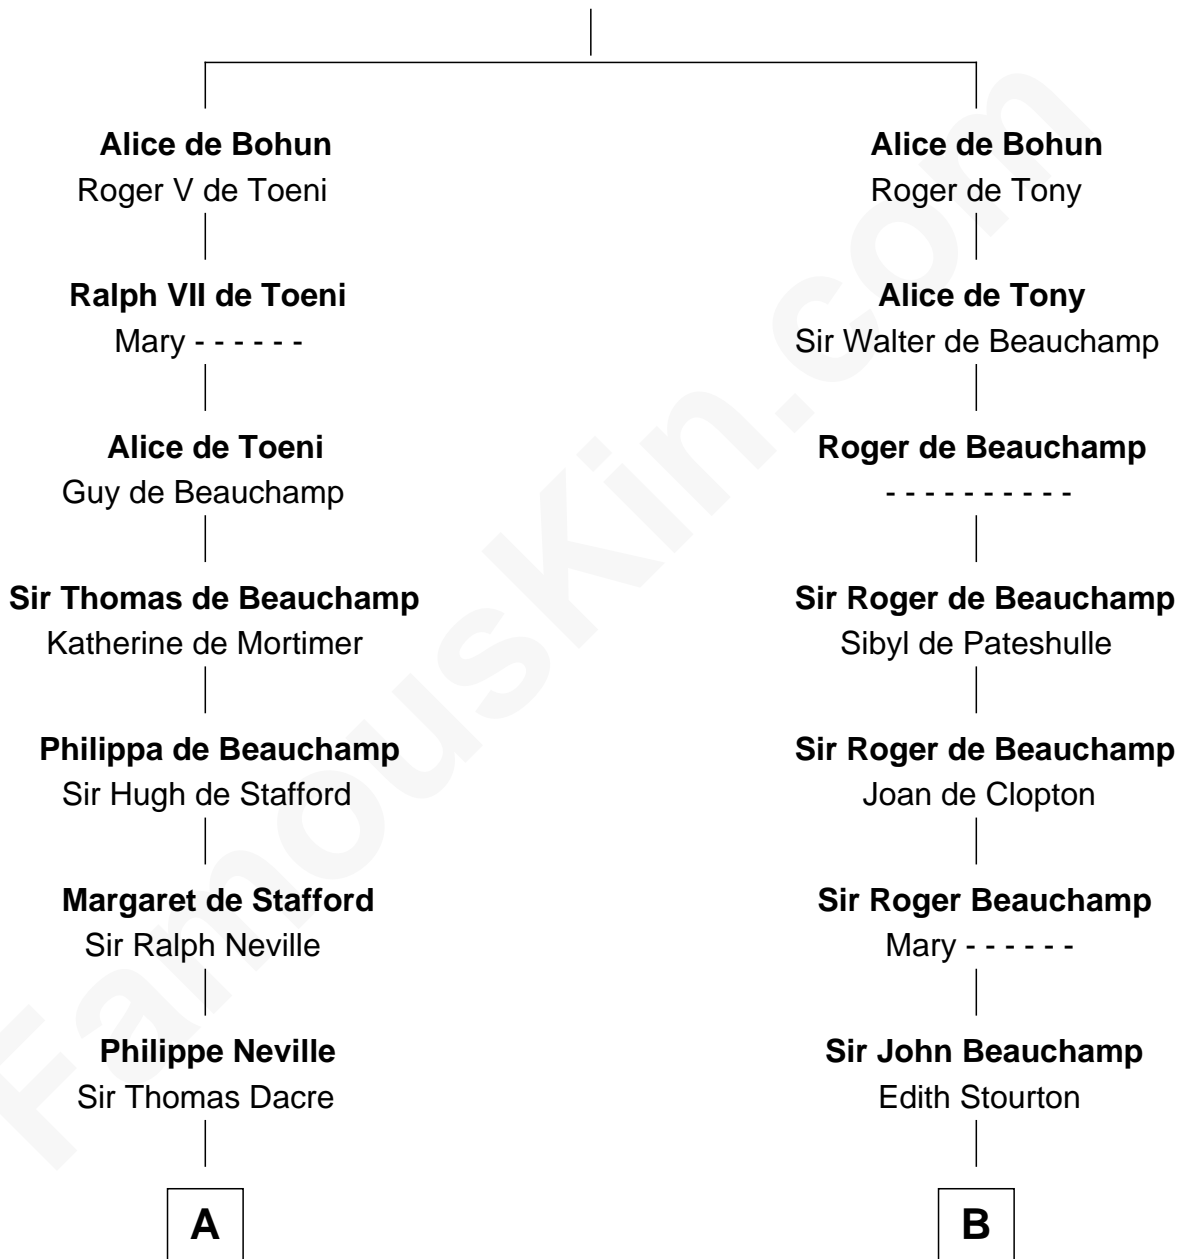 Alice de Bohun
Roger V de Toeni
Ralph VII de Toeni
Mary - - - - - -
Alice de Toeni
Guy de Beauchamp
Sir Thomas de Beauchamp
Katherine de Mortimer
Philippa de Beauchamp
Sir Hugh de Stafford
Margaret de Stafford
Sir Ralph Neville
Philippe Neville
Sir Thomas Dacre
A
Alice de Bohun
Roger de Tony
Alice de Tony
Sir Walter de Beauchamp
Roger de Beauchamp
- - - - - - - - - -
Sir Roger de Beauchamp
Sibyl de Pateshulle
Sir Roger de Beauchamp
Joan de Clopton
Sir Roger Beauchamp
Mary - - - - - -
Sir John Beauchamp
Edith Stourton
B
FamousKin.com